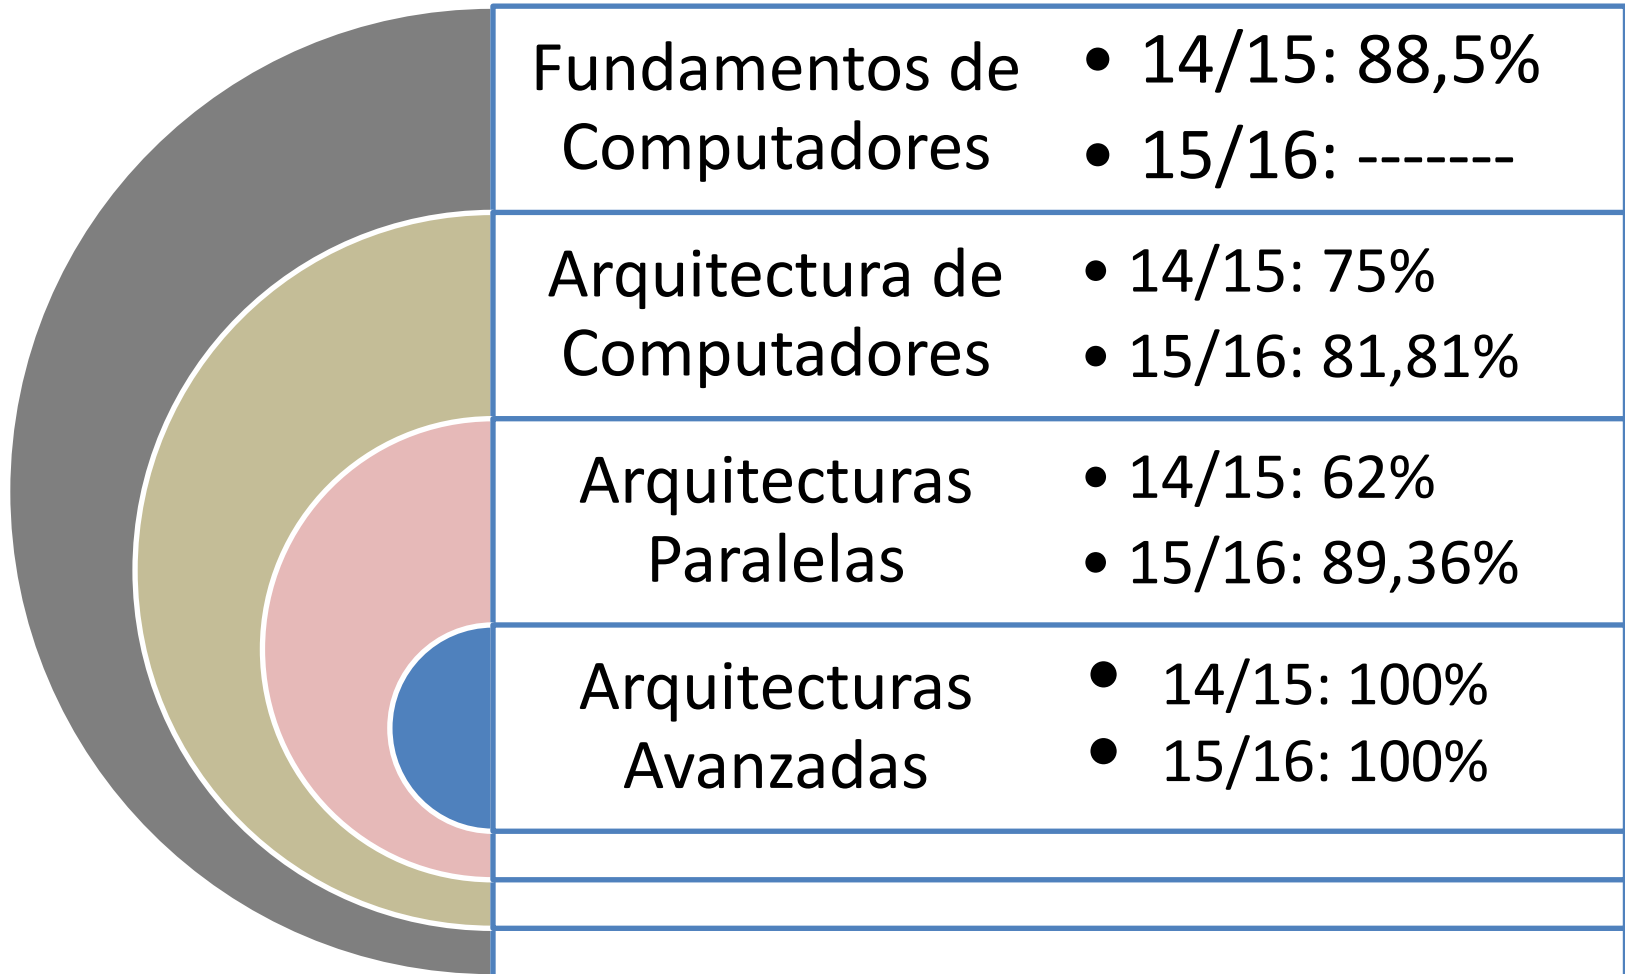 Fundamentos de
Computadores
• 14/15: 88,5%
• 15/16: -------
Arquitectura de
Computadores
• 14/15: 75%
• 15/16: 81,81%
Arquitecturas
Paralelas
• 14/15: 62%
• 15/16: 89,36%
Arquitecturas
Avanzadas
• 14/15: 100%
• 15/16: 100%